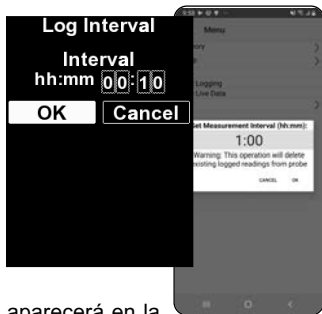 Log Interval
Interval
hh:mm 00:10
OK Cancel
Menu
Logging
Live Data
Set Measurement Interval (hh:mm):
1:00
Warning: This operation will delete
existing logged readings from probe
CANCEL OK
aparecerá en la